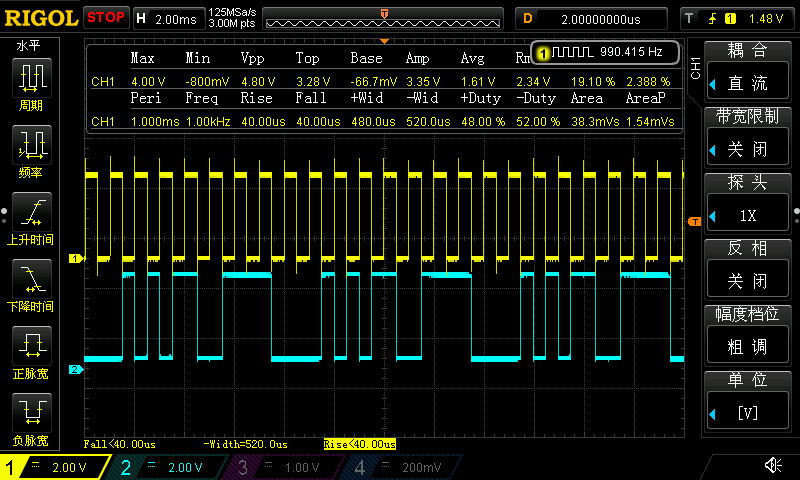 RIGOL STOP H 2.00ms 125MSa/s 3.00M pts T D 2.00000000us T 1 1.48 V
水平
周期
频率
上升时间
下降时间
正脉宽
负脉宽
1 990.415 Hz
Max Min Vpp Top Base Amp Avg
CH1 4.00 V -800mV 4.80 V 3.28 V -66.7mV 3.35 V 1.61 V 2.34 V 19.10 % 2.388 %
Peri Freq Rise Fall +Wid -Wid +Duty -Duty Area AreaP
CH1 1.000ms 1.00kHz 40.00us 40.00us 480.0us 520.0us 48.00 % 52.00 % 38.3mVs 1.54mVs
T
1
2
Fall<40.00us -Width=520.0us Rise<40.00us
CH1
耦合
直流
带宽限制
关闭
探头
1X
反相
关闭
幅度档位
粗调
单位
[V]
1 2.00 V 2 2.00 V 3 1.00 V 4 200mV